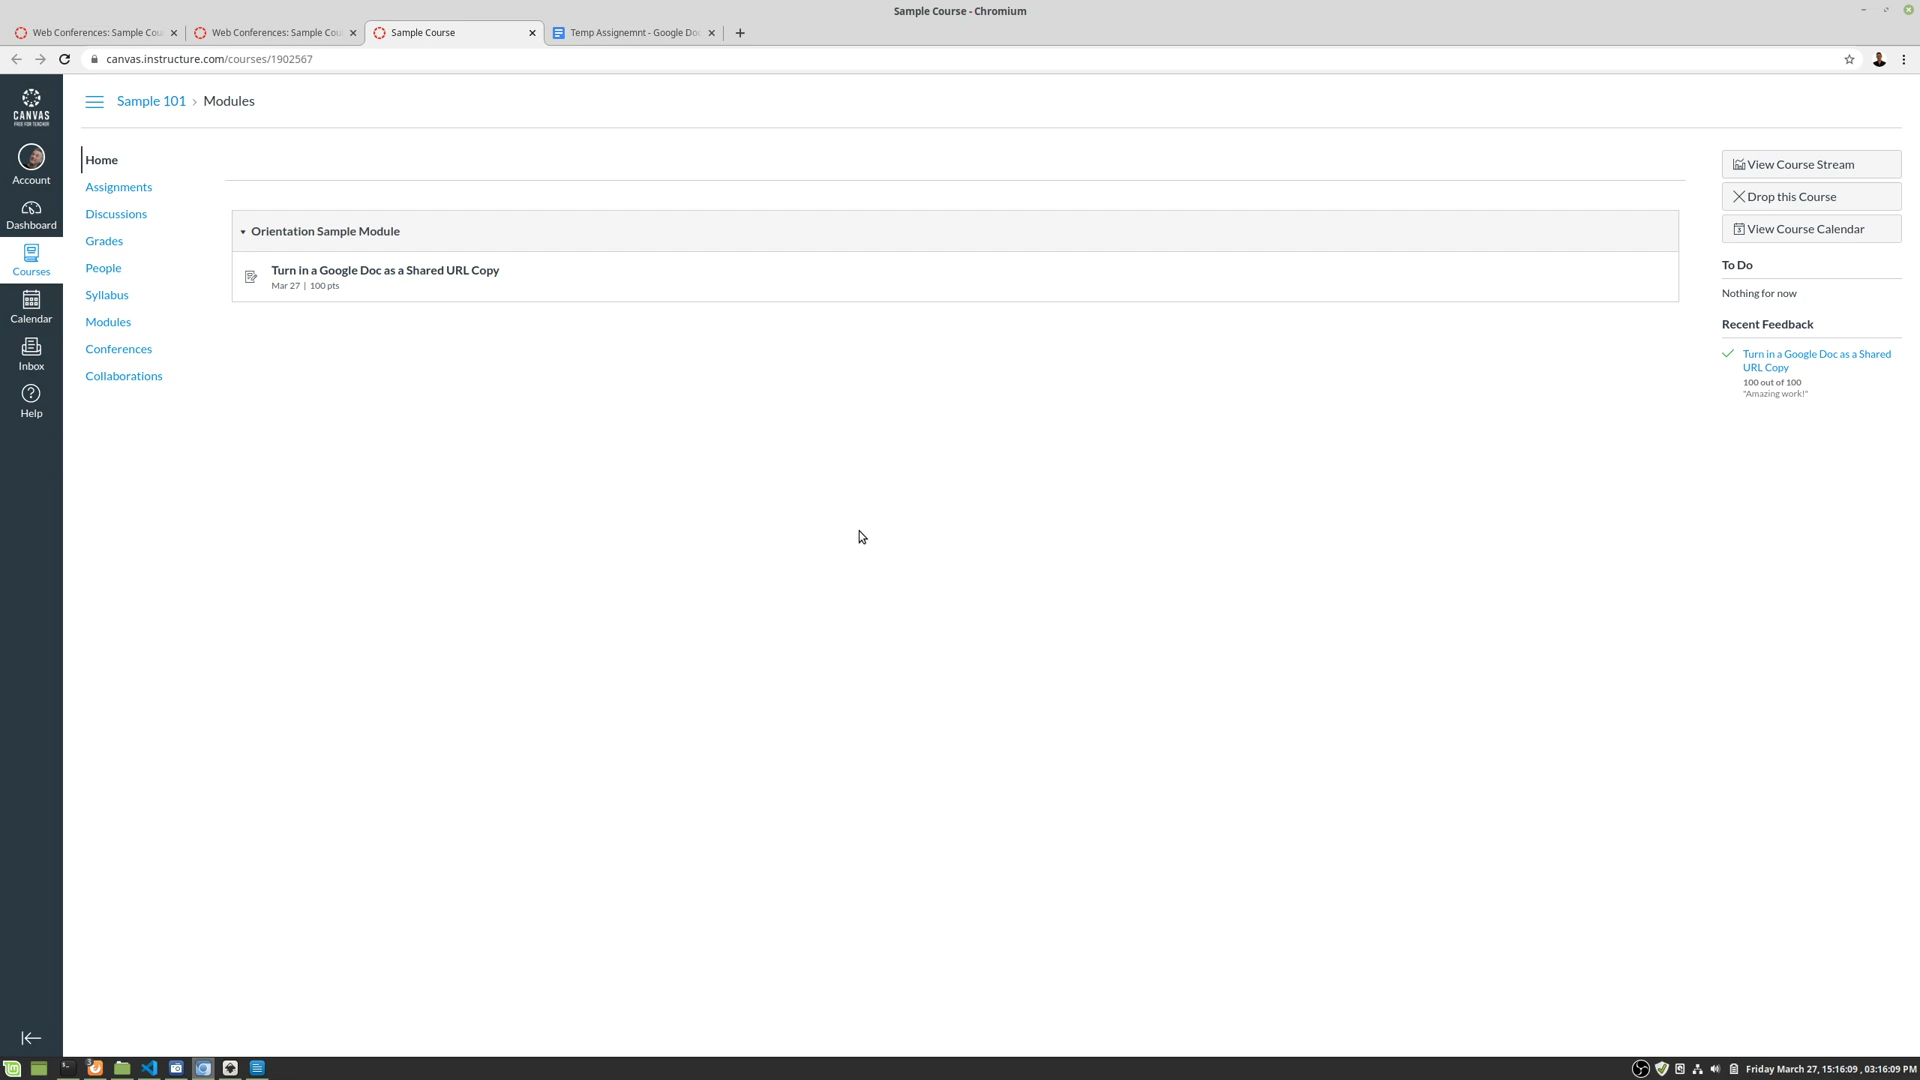 Sample Course - Chromium
Web Conferences: Sample Cou
Web Conferences: Sample Cou
Sample Course
Temp Assignemnt - Google Do
canvas.instructure.com/courses/1902567
CANVAS
FREE FOR TEACHER
Account
Dashboard
Courses
Calendar
Inbox
Help
Sample 101 › Modules
Home
Assignments
Discussions
Grades
People
Syllabus
Modules
Conferences
Collaborations
Orientation Sample Module
Turn in a Google Doc as a Shared URL Copy
Mar 27 | 100 pts
View Course Stream
Drop this Course
View Course Calendar
To Do
Nothing for now
Recent Feedback
Turn in a Google Doc as a Shared
URL Copy
100 out of 100
"Amazing work!"
3
Friday March 27, 15:16:09 , 03:16:09 PM